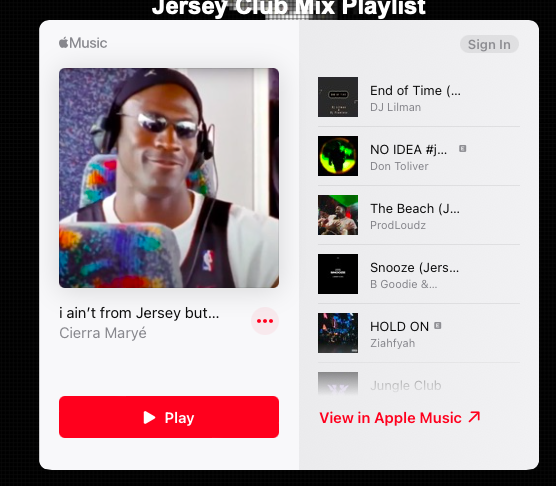 Jersey Club Mix Playlist
Music
Sign In
i ain't from Jersey but...
Cierra Maryé
Play
End of Time (...
DJ Lilman
NO IDEA #j... E
Don Toliver
The Beach (J...
ProdLoudz
Snooze (Jers...
B Goodie &...
HOLD ON E
Ziahfyah
Jungle Club
View in Apple Music